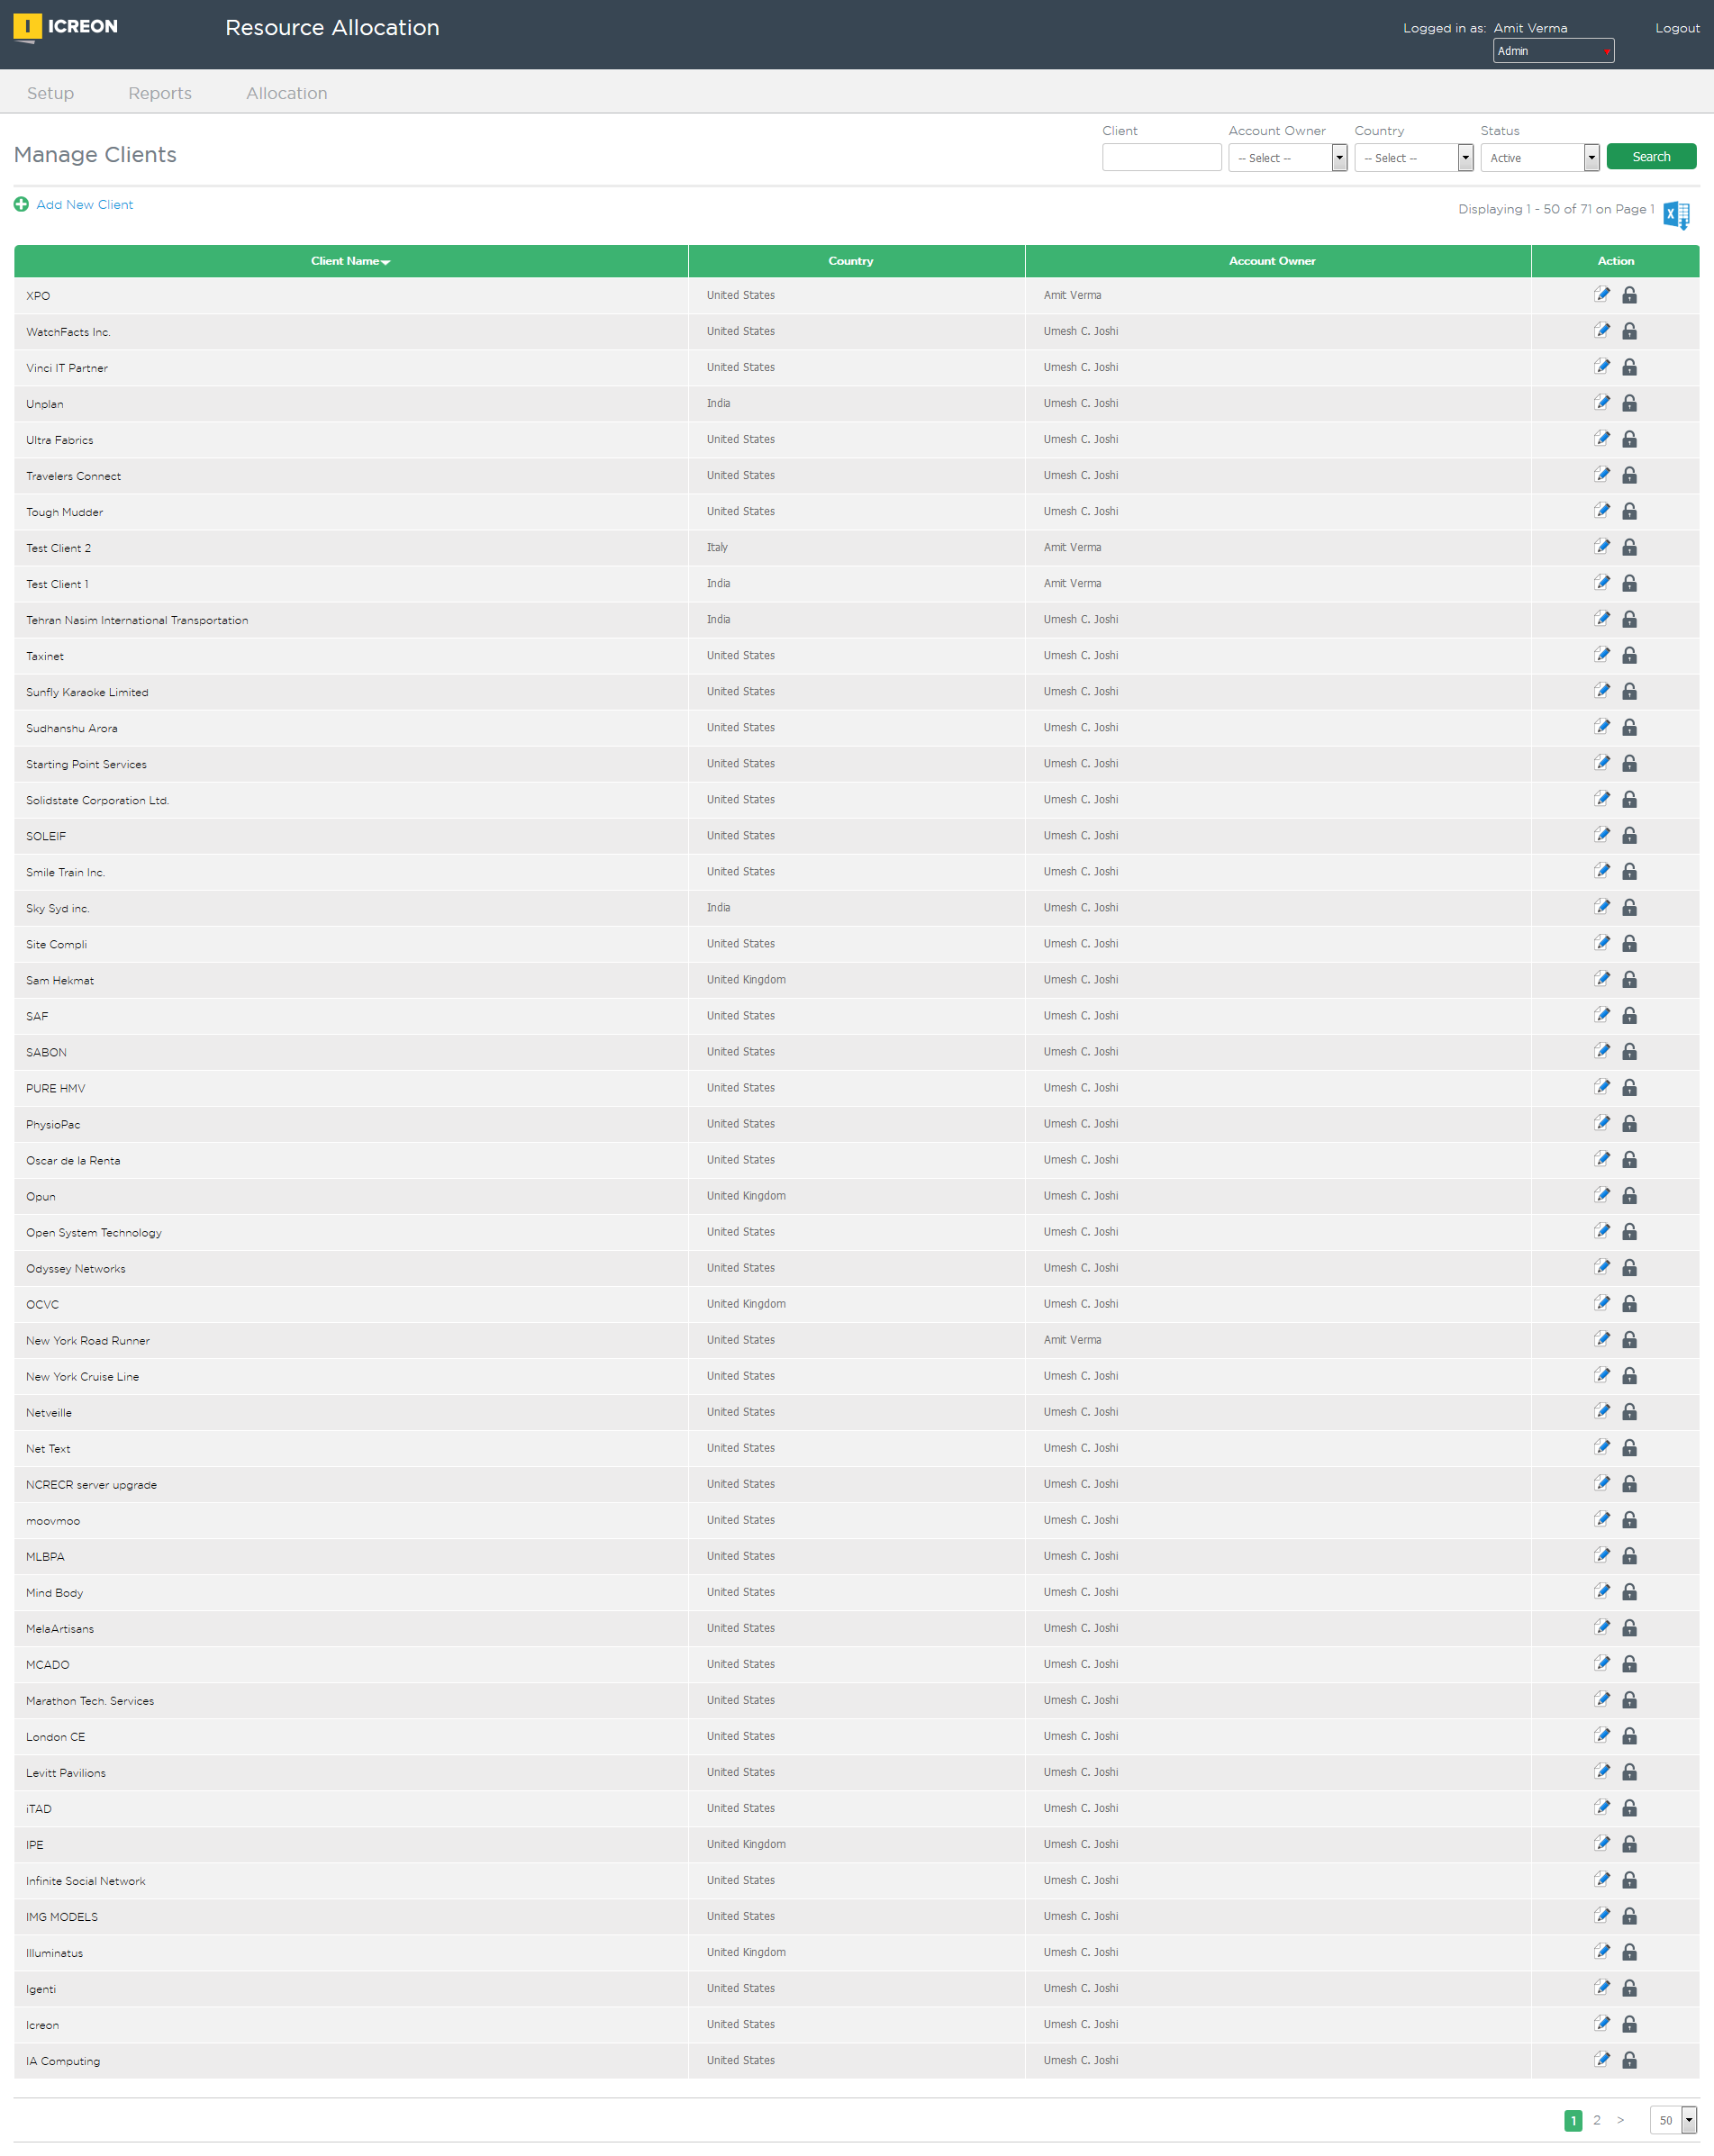 I ICREON Resource Allocation Logged in as: Amit Verma Logout
Admin
Setup Reports Allocation
Client Account Owner Country Status
Manage Clients -- Select -- -- Select -- Active Search
Add New Client Displaying 1 - 50 of 71 on Page 1 X
Client Name Country Account Owner Action
XPO United States Amit Verma
WatchFacts Inc. United States Umesh C. Joshi
Vinci IT Partner United States Umesh C. Joshi
Unplan India Umesh C. Joshi
Ultra Fabrics United States Umesh C. Joshi
Travelers Connect United States Umesh C. Joshi
Tough Mudder United States Umesh C. Joshi
Test Client 2 Italy Amit Verma
Test Client 1 India Amit Verma
Tehran Nasim International Transportation India Umesh C. Joshi
Taxinet United States Umesh C. Joshi
Sunfly Karaoke Limited United States Umesh C. Joshi
Sudhanshu Arora United States Umesh C. Joshi
Starting Point Services United States Umesh C. Joshi
Solidstate Corporation Ltd. United States Umesh C. Joshi
SOLEIF United States Umesh C. Joshi
Smile Train Inc. United States Umesh C. Joshi
Sky Syd inc. India Umesh C. Joshi
Site Compli United States Umesh C. Joshi
Sam Hekmat United Kingdom Umesh C. Joshi
SAF United States Umesh C. Joshi
SABON United States Umesh C. Joshi
PURE HMV United States Umesh C. Joshi
PhysioPac United States Umesh C. Joshi
Oscar de la Renta United States Umesh C. Joshi
Opun United Kingdom Umesh C. Joshi
Open System Technology United States Umesh C. Joshi
Odyssey Networks United States Umesh C. Joshi
OCVC United Kingdom Umesh C. Joshi
New York Road Runner United States Amit Verma
New York Cruise Line United States Umesh C. Joshi
Netveille United States Umesh C. Joshi
Net Text United States Umesh C. Joshi
NCRECR server upgrade United States Umesh C. Joshi
moovmoo United States Umesh C. Joshi
MLBPA United States Umesh C. Joshi
Mind Body United States Umesh C. Joshi
MelaArtisans United States Umesh C. Joshi
MCADO United States Umesh C. Joshi
Marathon Tech. Services United States Umesh C. Joshi
London CE United States Umesh C. Joshi
Levitt Pavilions United States Umesh C. Joshi
iTAD United States Umesh C. Joshi
IPE United Kingdom Umesh C. Joshi
Infinite Social Network United States Umesh C. Joshi
IMG MODELS United States Umesh C. Joshi
Illuminatus United Kingdom Umesh C. Joshi
Igenti United States Umesh C. Joshi
Icreon United States Umesh C. Joshi
IA Computing United States Umesh C. Joshi
1 2 > 50